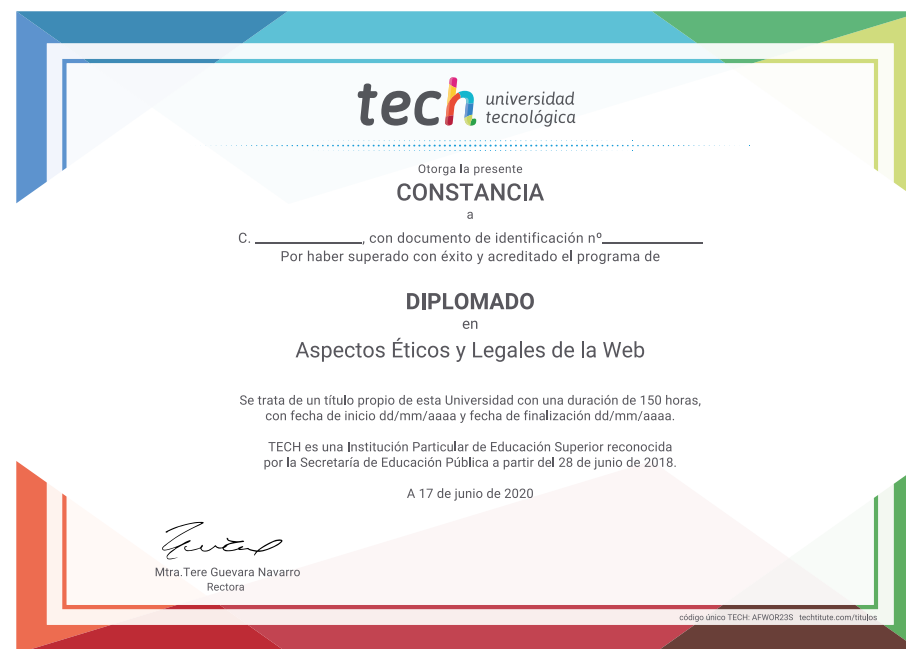 tech universidad
tecnológica
Otorga la presente
CONSTANCIA
a
C. ______________, con documento de identificación nº_____________
Por haber superado con éxito y acreditado el programa de
DIPLOMADO
en
Aspectos Éticos y Legales de la Web
Se trata de un título propio de esta Universidad con una duración de 150 horas,
con fecha de inicio dd/mm/aaaa y fecha de finalización dd/mm/aaaa.
TECH es una Institución Particular de Educación Superior reconocida
por la Secretaría de Educación Pública a partir del 28 de junio de 2018.
A 17 de junio de 2020
Mtra.Tere Guevara Navarro
Rectora
código único TECH: AFWOR23S techtitute.com/titulos